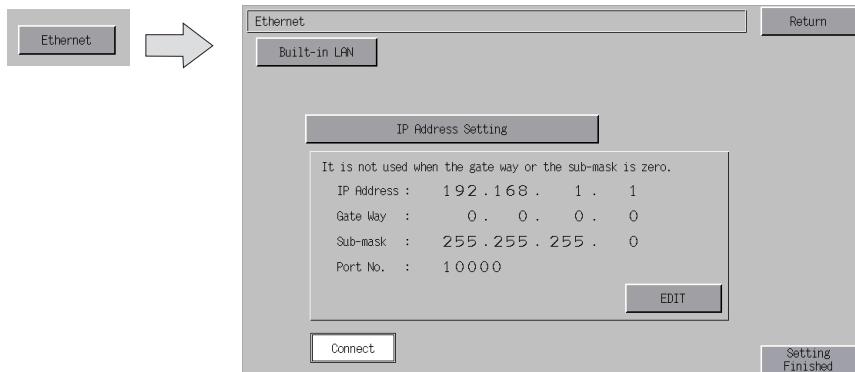 Ethernet
Ethernet
Return
Built-in LAN
IP Address Setting
It is not used when the gate way or the sub-mask is zero.
IP Address : 192.168. 1. 1
Gate Way : 0. 0. 0. 0
Sub-mask : 255.255.255. 0
Port No. : 10000
EDIT
Connect
Setting
Finished